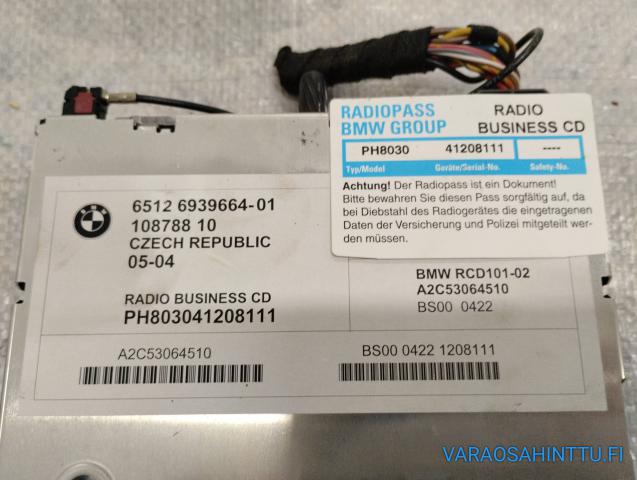 RADIOPASS
BMW GROUP
RADIO
BUSINESS CD
PH8030 41208111 ----
Typ/Model Geräte/Serial-No. Safety-No.
Achtung! Der Radiopass ist ein Dokument!
Bitte bewahren Sie diesen Pass sorgfältig auf, da
bei Diebstahl des Radiogerätes die eingetragenen
Daten der Versicherung und Polizei mitgeteilt wer-
den müssen.
BMW
6512 6939664-01
108788 10
CZECH REPUBLIC
05-04
RADIO BUSINESS CD
PH803041208111
BMW RCD101-02
A2C53064510
BS00 0422
A2C53064510
BS00 0422 1208111
VARAOSAHINTTU.FI